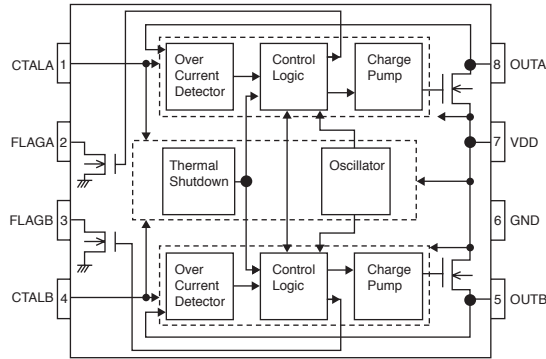 CTALA 1
FLAGA 2
FLAGB 3
CTALB 4
8 OUTA
7 VDD
6 GND
5 OUTB
Over
Current
Detector
Control
Logic
Charge
Pump
Thermal
Shutdown
Oscillator
Over
Current
Detector
Control
Logic
Charge
Pump